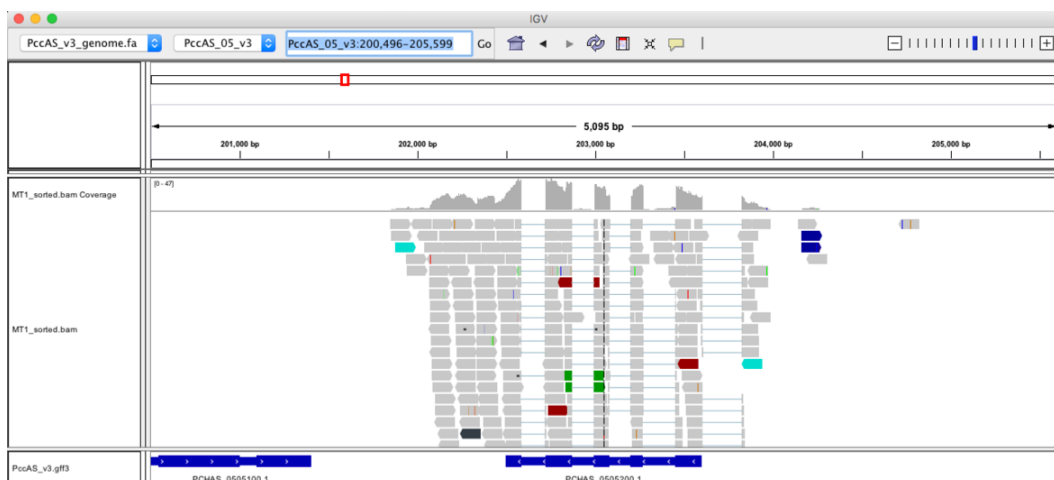 IGV
PccAS_v3_genome.fa PccAS_05_v3 PccAS_05_v3:200,496-205,599 Go
5,095 bp
201,000 bp 202,000 bp 203,000 bp 204,000 bp 205,000 bp
MT1_sorted.bam Coverage
[0 - 47]
MT1_sorted.bam
PccAS_v3.gff3
PCHAS_0505100.1 PCHAS_0505200.1